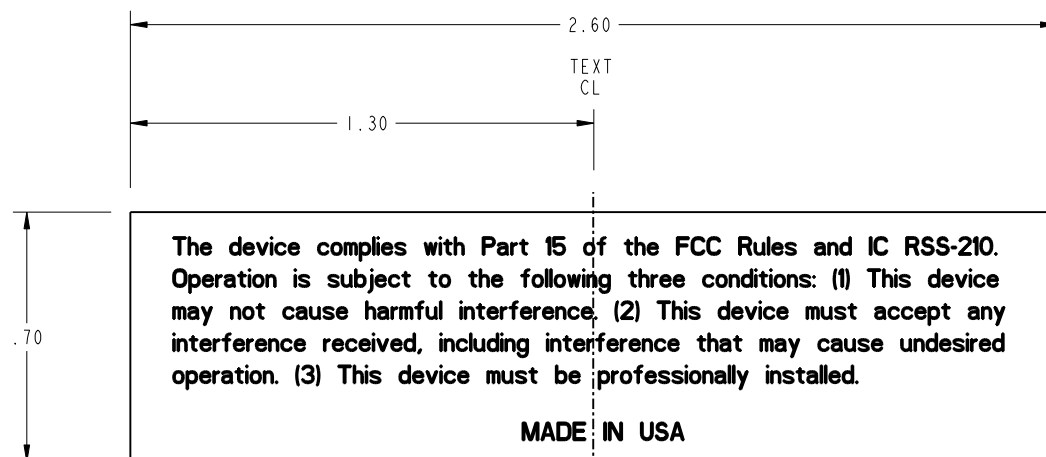 2.60
TEXT
CL
1.30
.70
The device complies with Part 15 of the FCC Rules and IC RSS-210.
Operation is subject to the following three conditions: (1) This device
may not cause harmful interference. (2) This device must accept any
interference received, including interference that may cause undesired
operation. (3) This device must be professionally installed.
MADE IN USA